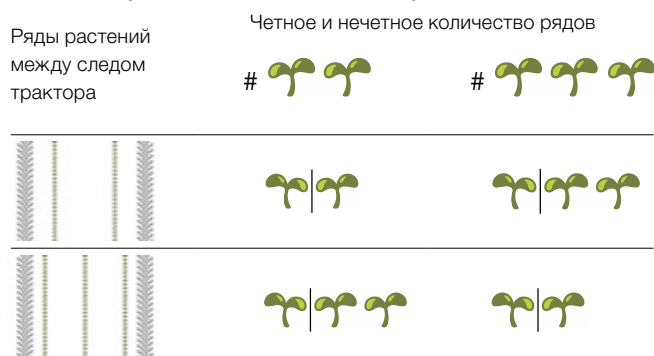 Четное и нечетное количество рядов
Ряды растений
между следом
трактора
#
#